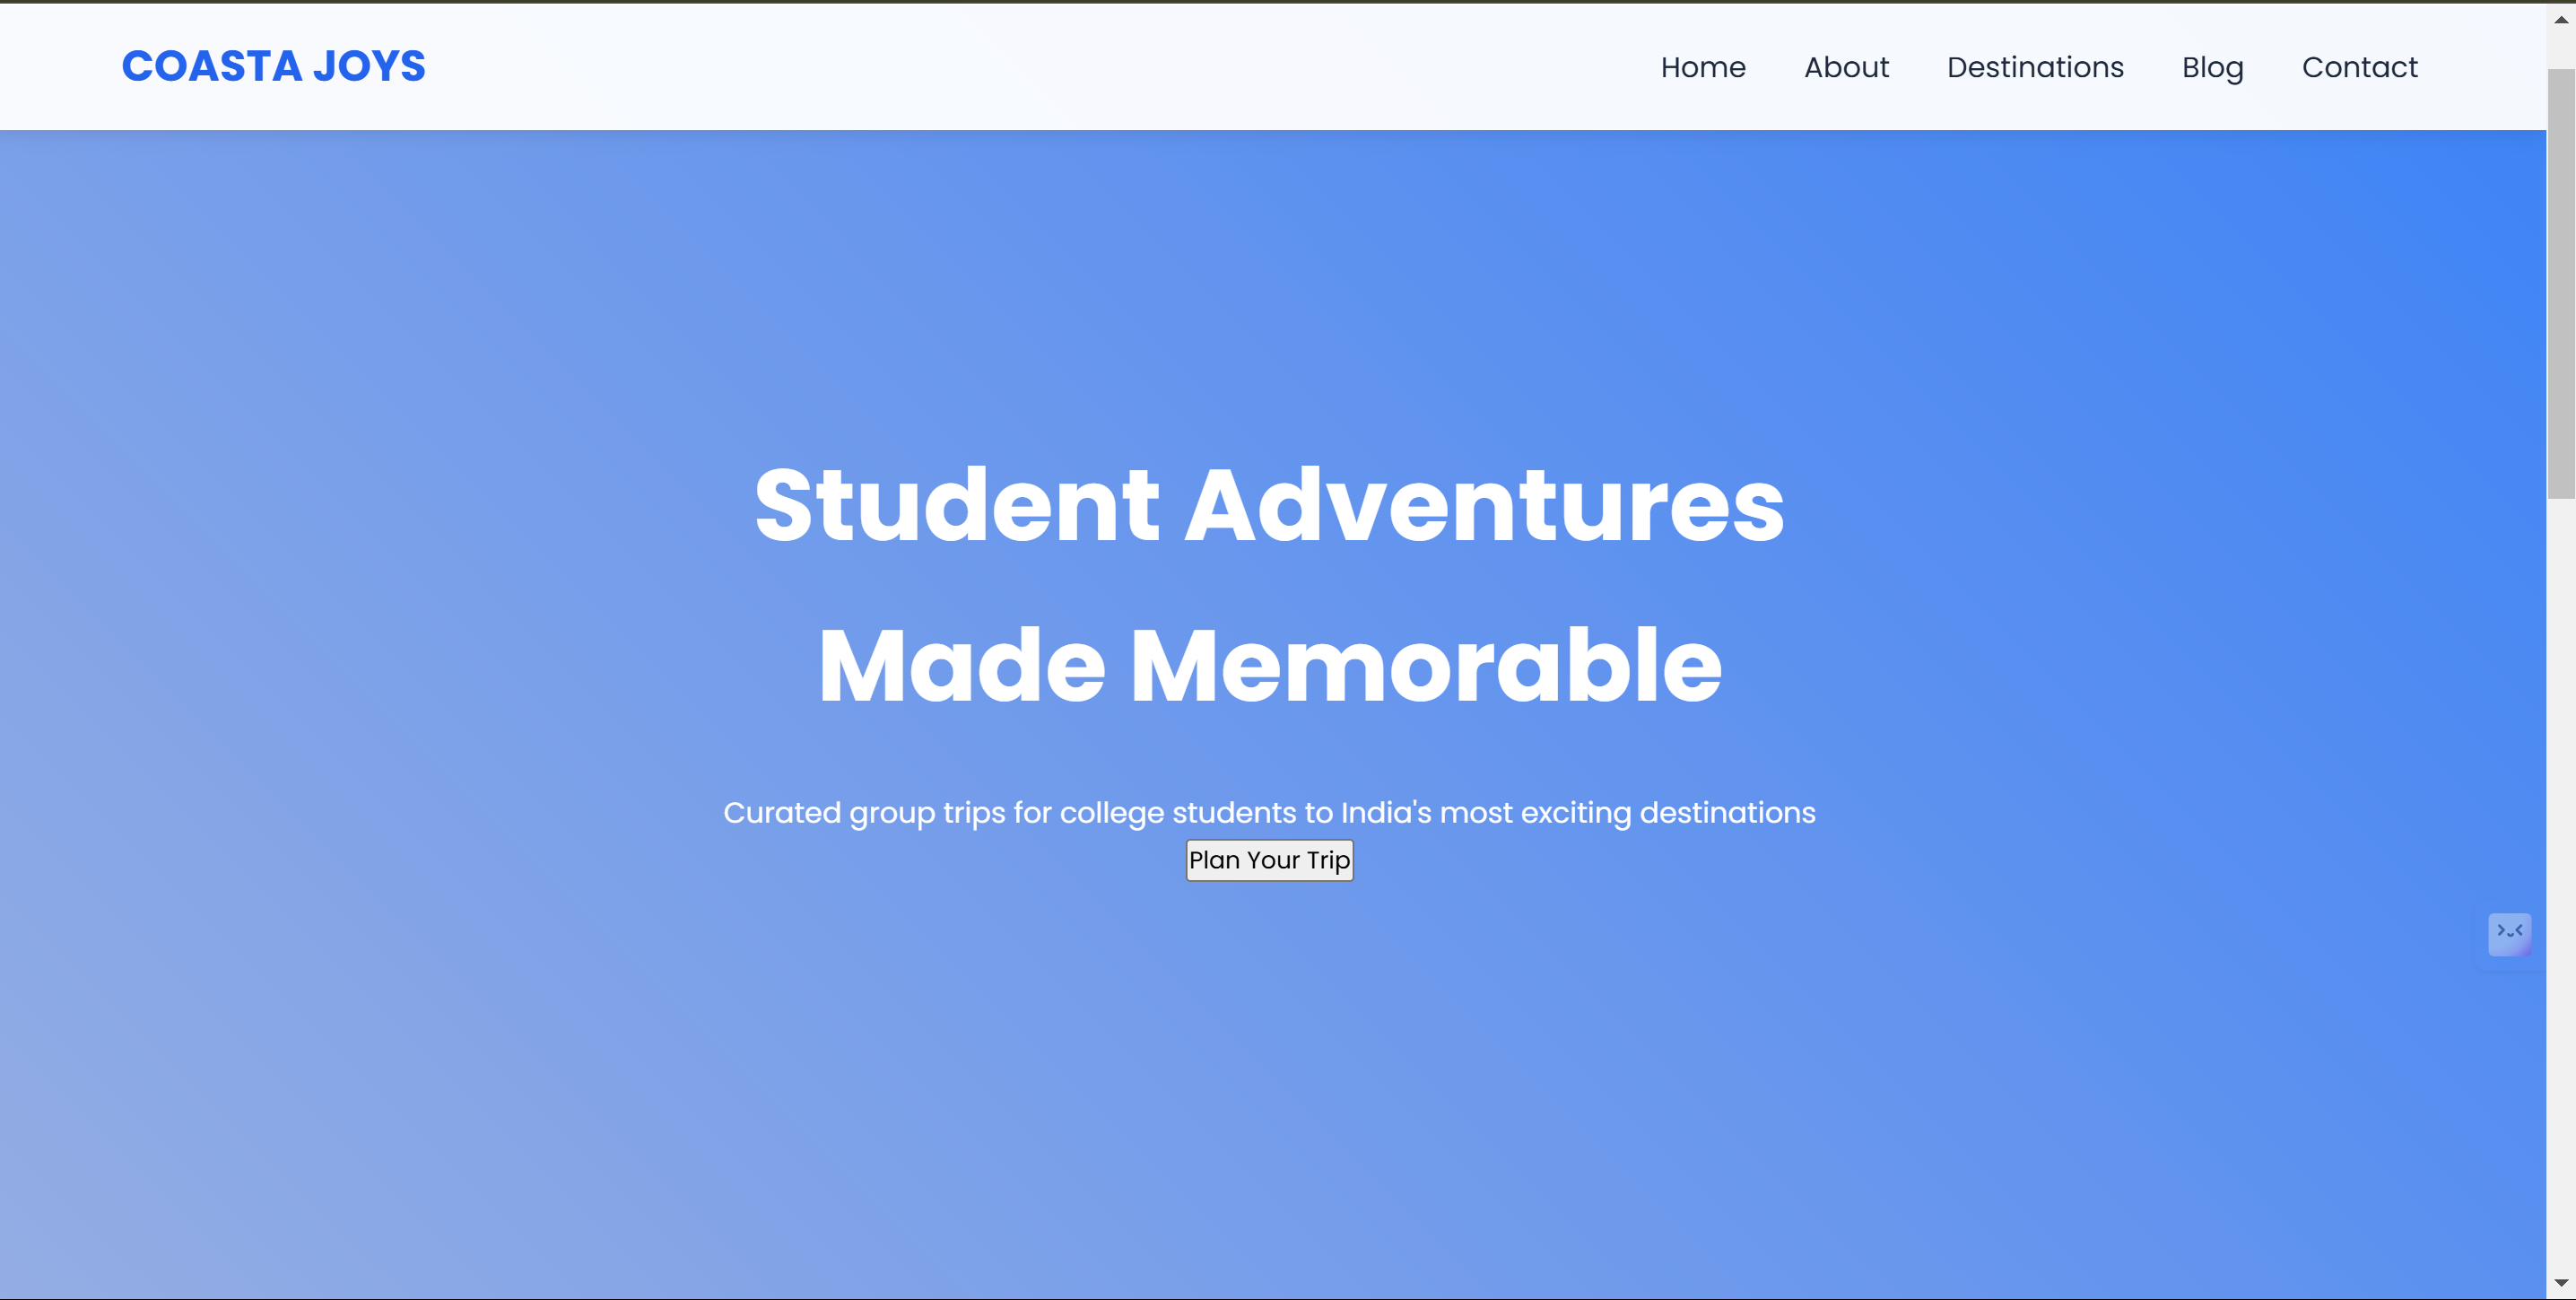 COASTA JOYS
Home About Destinations Blog Contact
Student Adventures
Made Memorable
Curated group trips for college students to India's most exciting destinations
Plan Your Trip